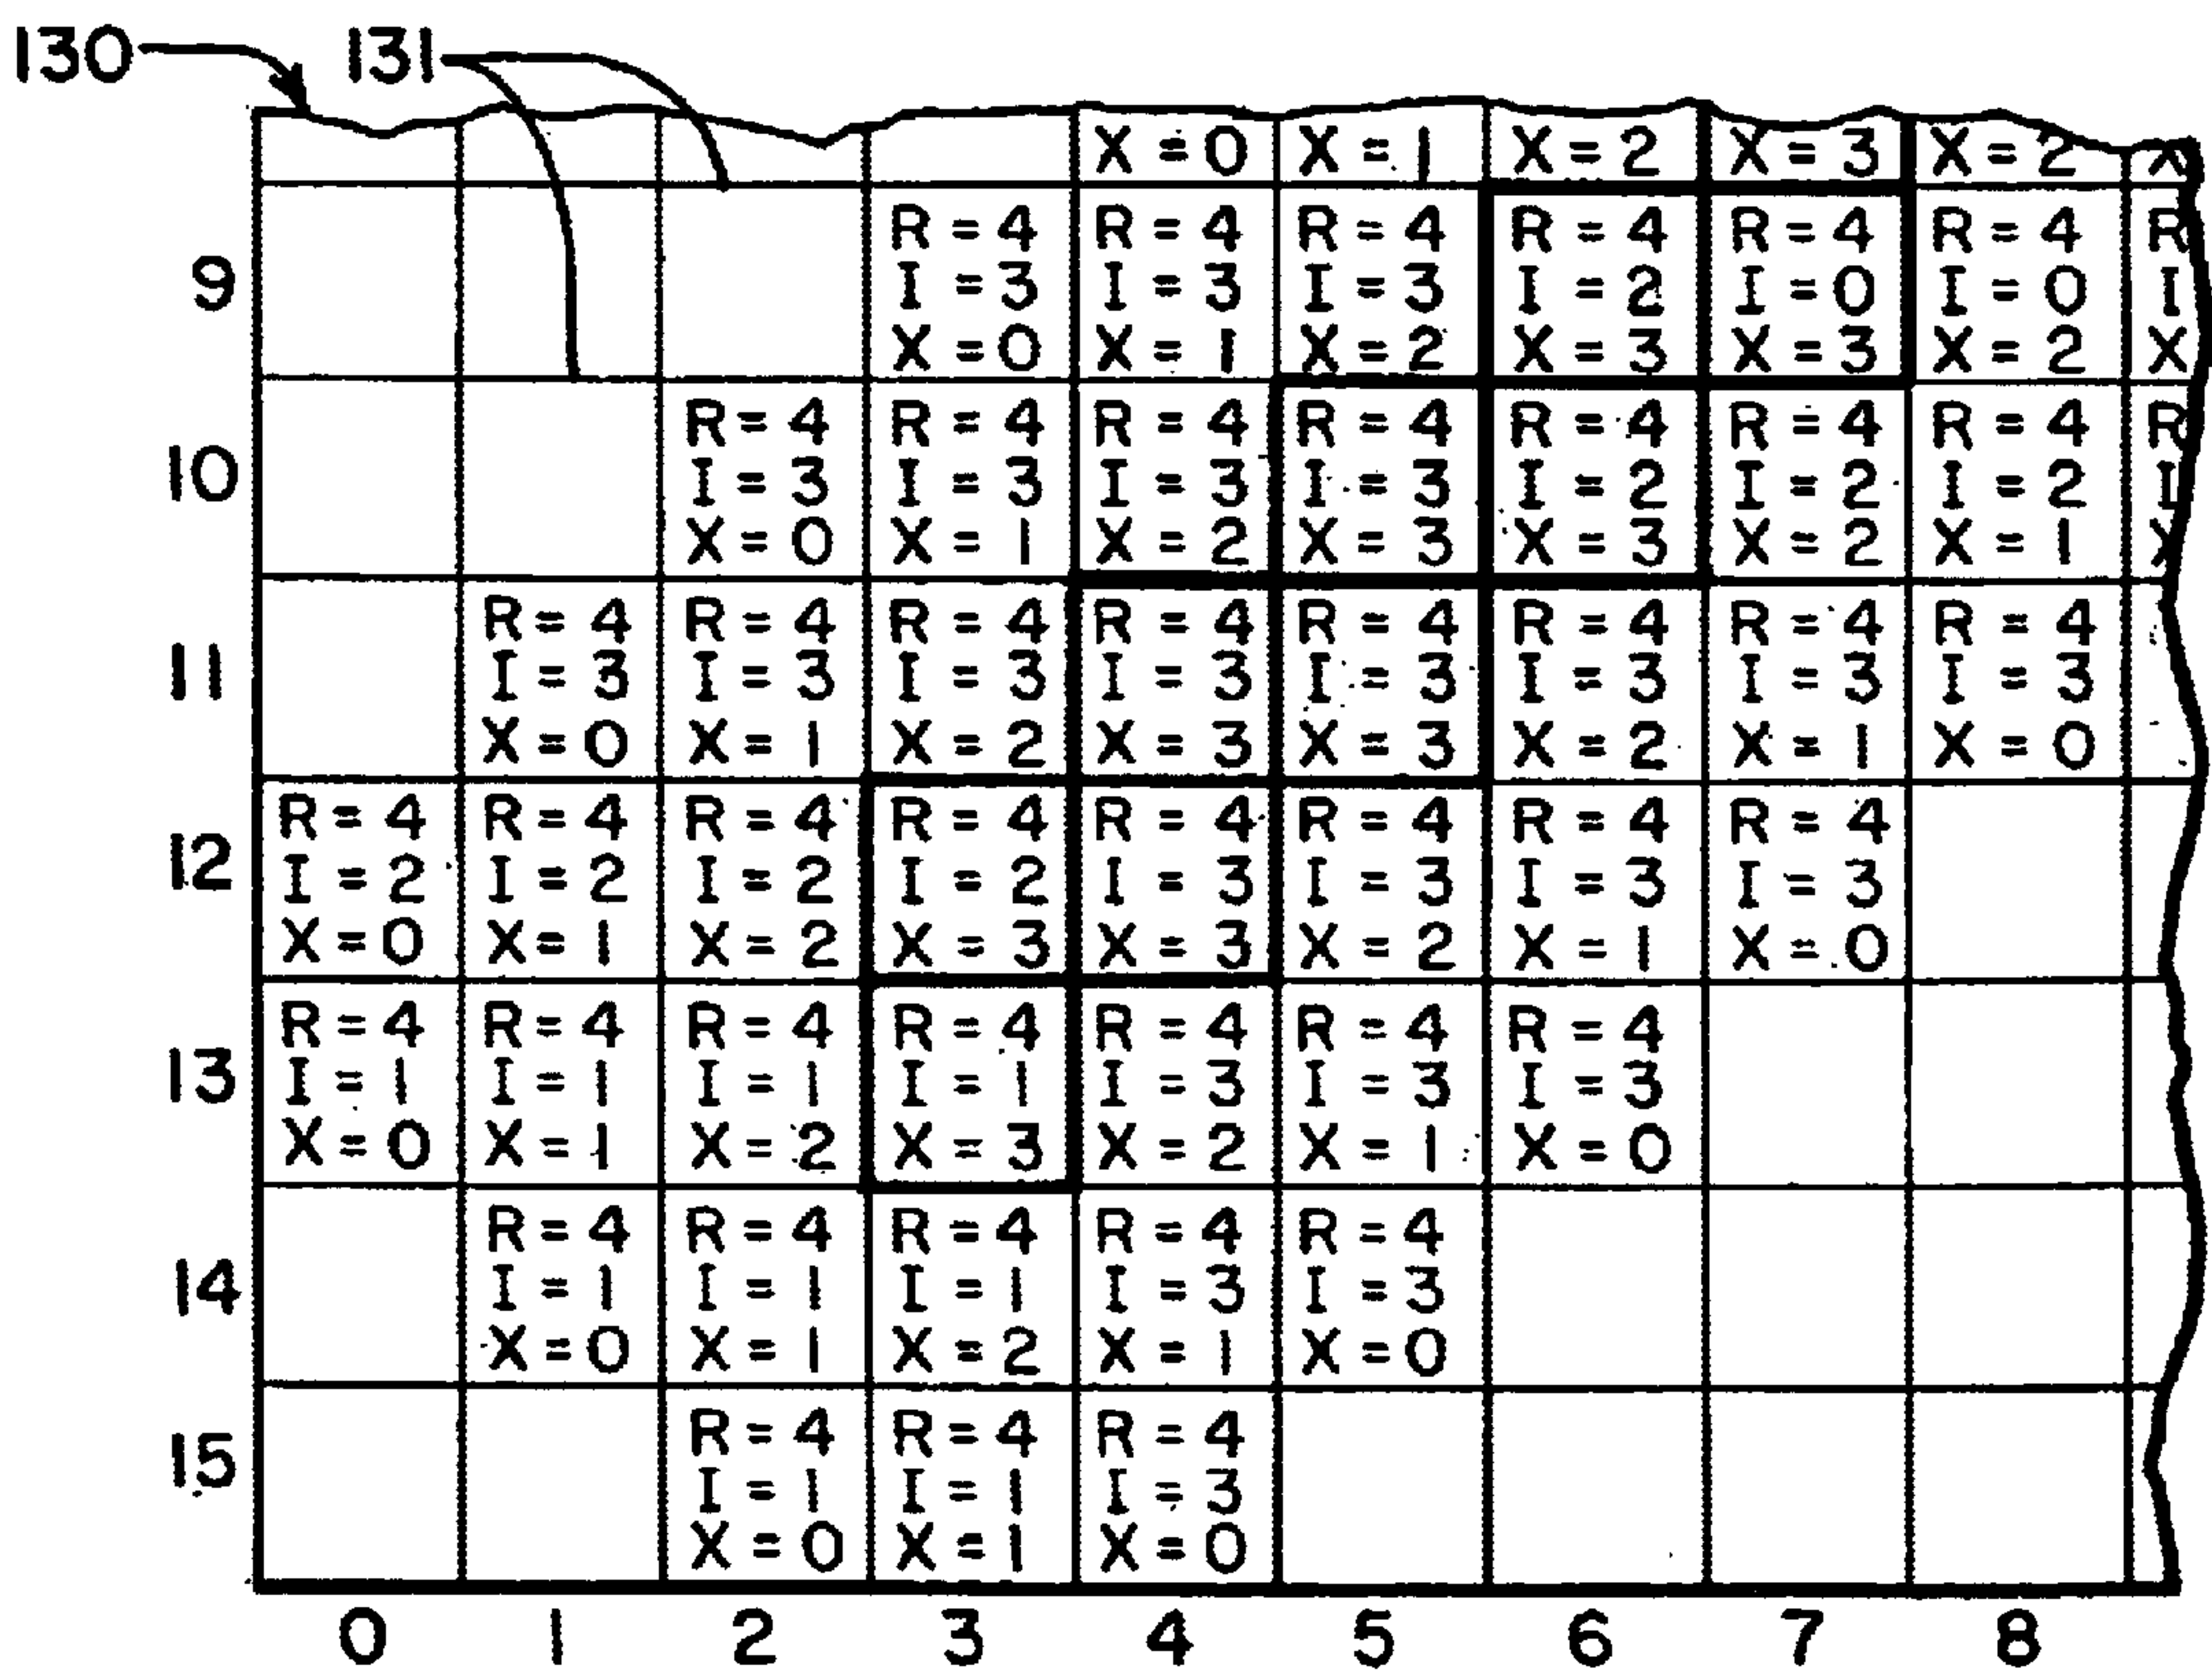 130 131
X = 0 X = 1 X = 2 X = 3 X = 2 X
R = 4 R = 4 R = 4 R = 4 R = 4 R = 4 R
9 I = 3 I = 3 I = 3 I = 2 I = 0 I = 0 I
X = 0 X = 1 X = 2 X = 3 X = 3 X = 2 X
R = 4 R = 4 R = 4 R = 4 R = 4 R = 4 R = 4 R
10 I = 3 I = 3 I = 3 I = 3 I = 2 I = 2 I = 2 I
X = 0 X = 1 X = 2 X = 3 X = 3 X = 2 X = 1 X
R = 4 R = 4 R = 4 R = 4 R = 4 R = 4 R = 4 R = 4
11 I = 3 I = 3 I = 3 I = 3 I = 3 I = 3 I = 3 I = 3
X = 0 X = 1 X = 2 X = 3 X = 3 X = 2 X = 1 X = 0
R = 4 R = 4 R = 4 R = 4 R = 4 R = 4 R = 4 R = 4
12 I = 2 I = 2 I = 2 I = 2 I = 3 I = 3 I = 3 I = 3
X = 0 X = 1 X = 2 X = 3 X = 3 X = 2 X = 1 X = 0
R = 4 R = 4 R = 4 R = 4 R = 4 R = 4 R = 4
13 I = 1 I = 1 I = 1 I = 1 I = 3 I = 3 I = 3
X = 0 X = 1 X = 2 X = 3 X = 2 X = 1 X = 0
R = 4 R = 4 R = 4 R = 4 R = 4
14 I = 1 I = 1 I = 1 I = 3 I = 3
X = 0 X = 1 X = 2 X = 1 X = 0
R = 4 R = 4 R = 4
15 I = 1 I = 1 I = 3
X = 0 X = 1 X = 0
0 1 2 3 4 5 6 7 8